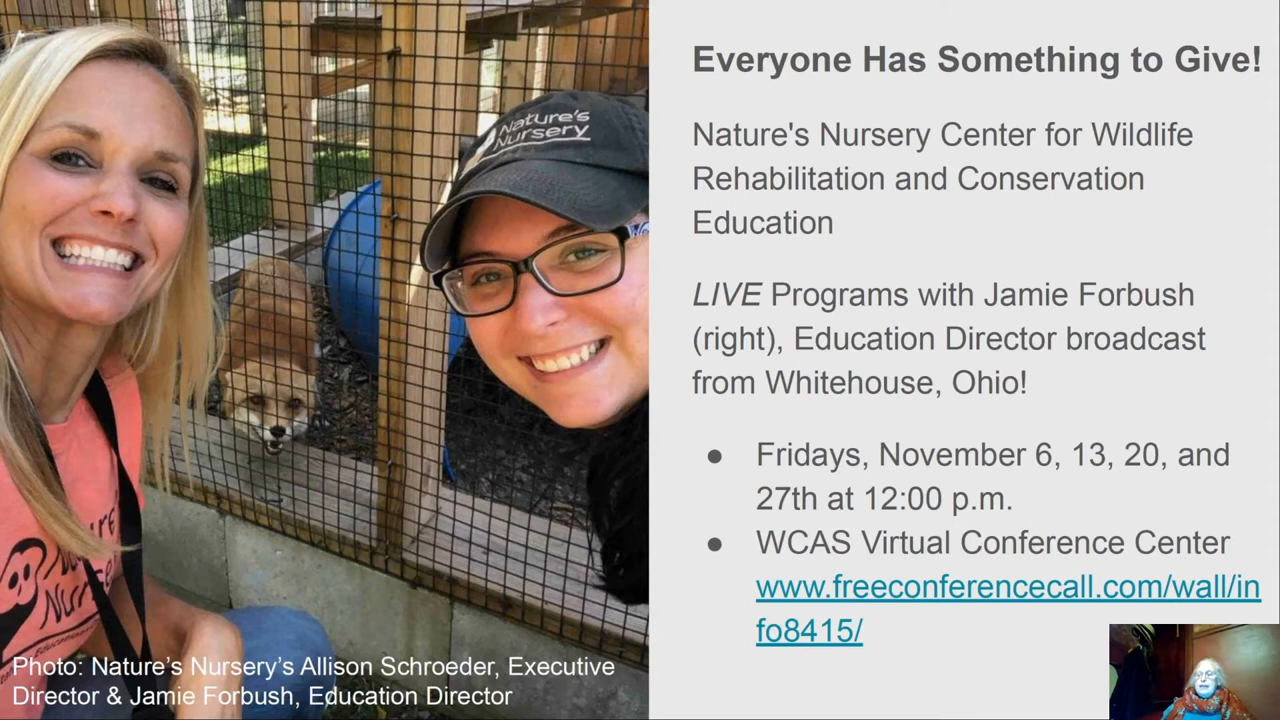 Everyone Has Something to Give!
Nature's Nursery Center for Wildlife
Rehabilitation and Conservation
Education
LIVE Programs with Jamie Forbush
(right), Education Director broadcast
from Whitehouse, Ohio!
● Fridays, November 6, 13, 20, and
27th at 12:00 p.m.
● WCAS Virtual Conference Center
www.freeconferencecall.com/wall/in
fo8415/
Nature's
Nursery
Photo: Nature’s Nursery’s Allison Schroeder, Executive
Director & Jamie Forbush, Education Director